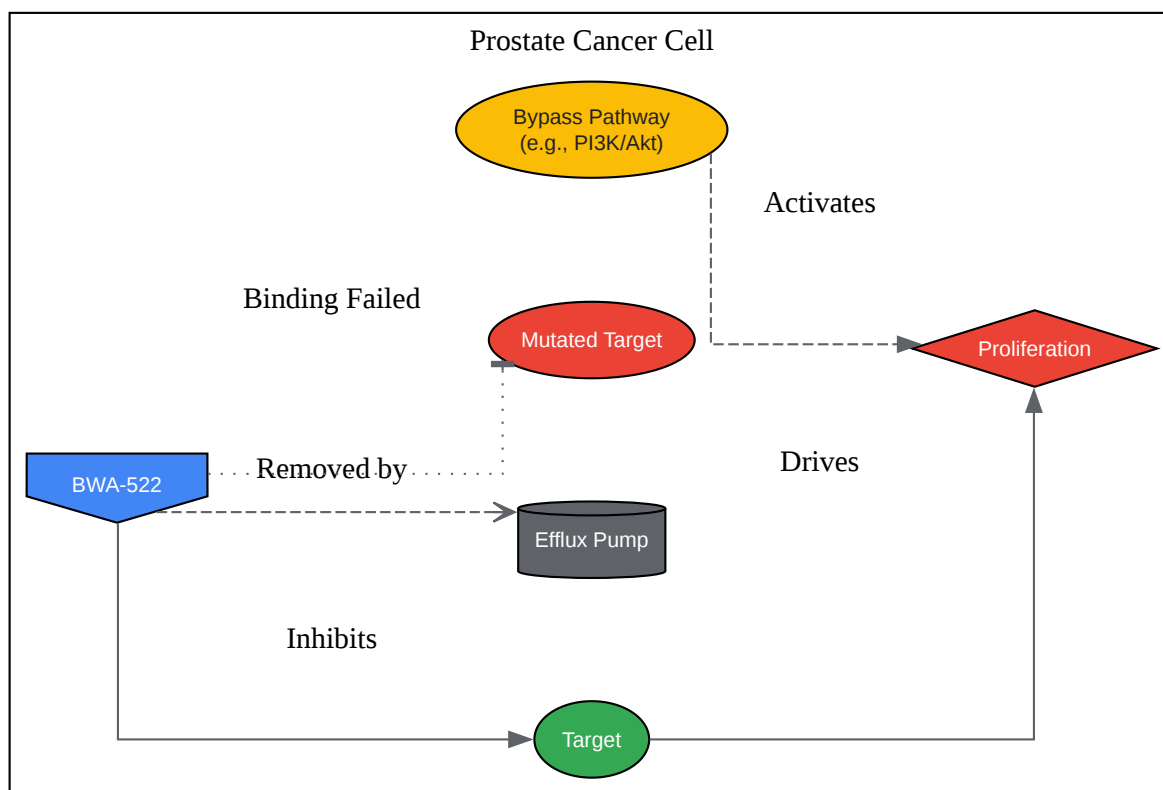 Prostate Cancer Cell
Bypass Pathway
(e.g., PI3K/Akt)
Activates
Binding Failed
Mutated Target
Proliferation
Removed by
Drives
BWA-522
Efflux Pump
Inhibits
Target